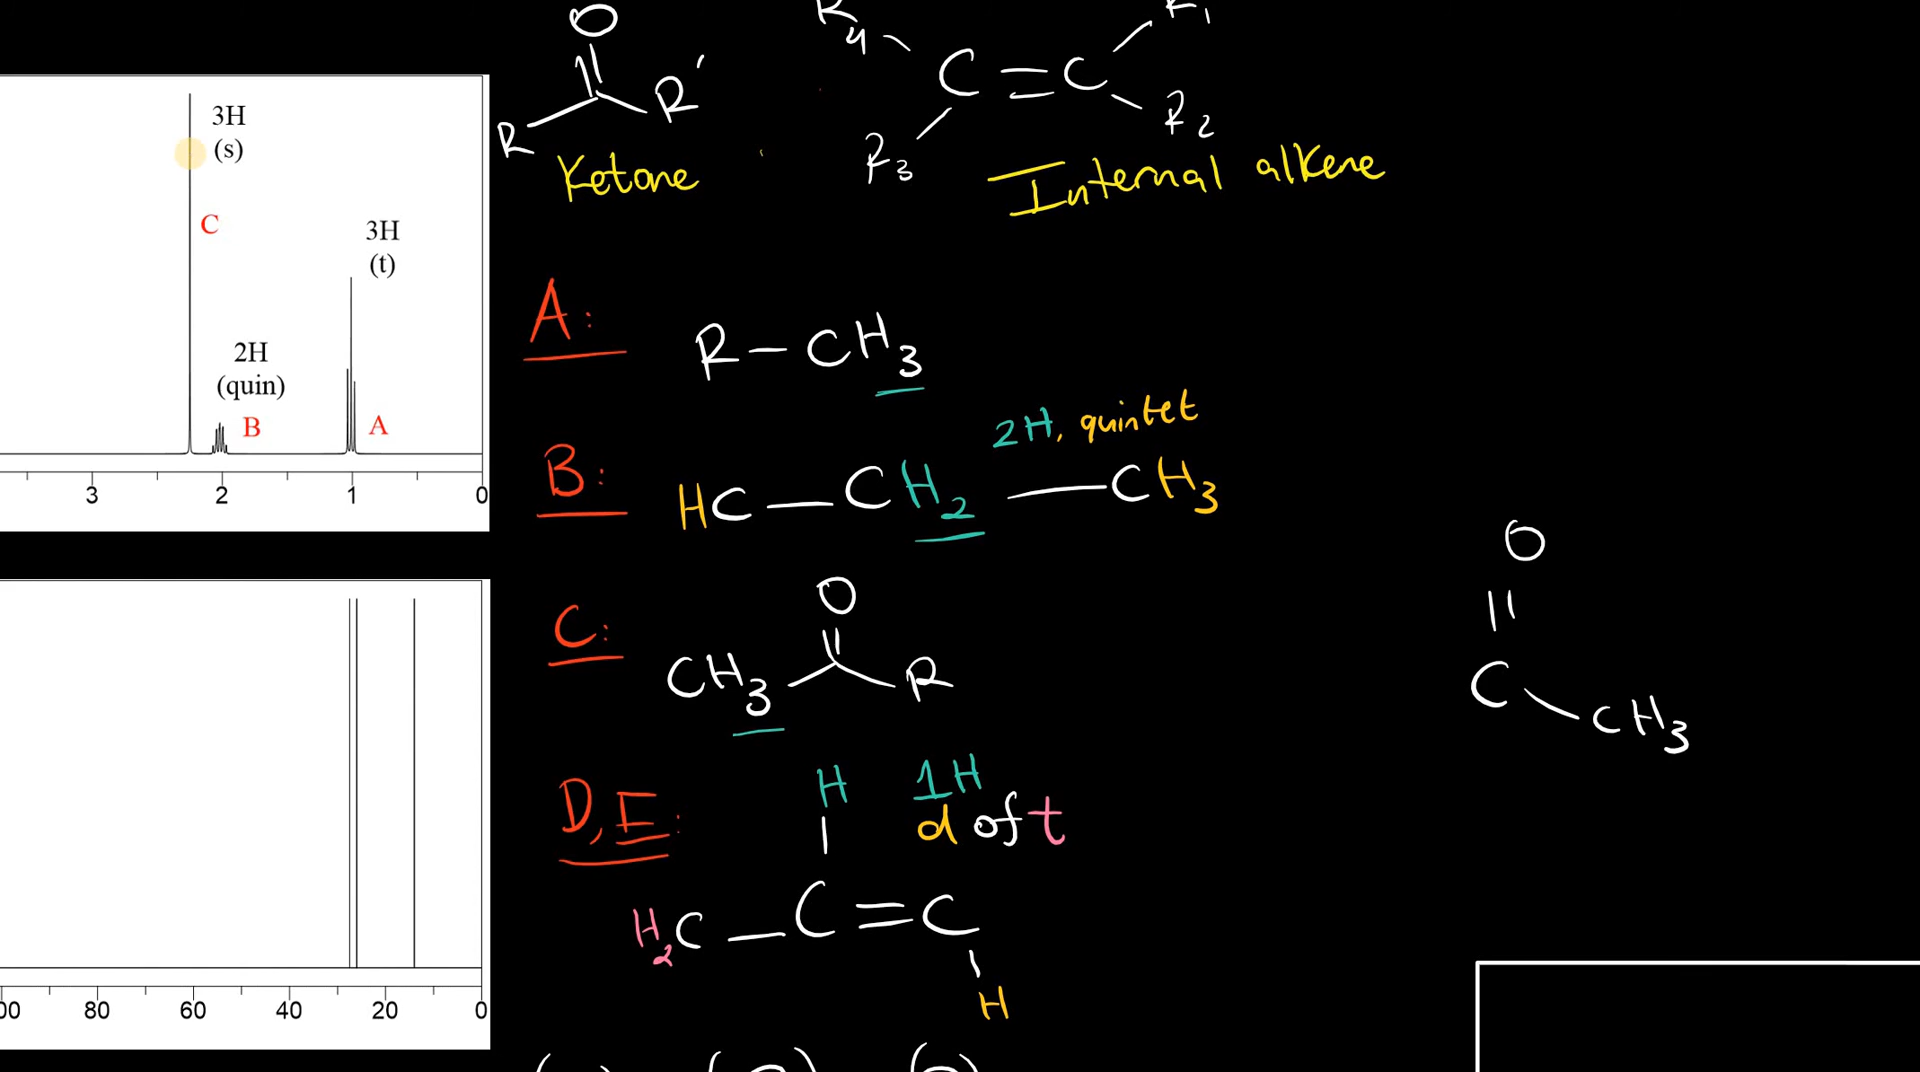 O
R
R'
Ketone
R4
R1
C = C
R3
R2
Internal alkene
3H
(s)
C
3H
(t)
2H
(quin)
B
A
3 2 1 0
A:
R – CH3
B:
2H, quintet
HC — CH2 — CH3
C:
O
CH3
R
O
C
CH3
D, E:
H
1H
d of t
H2C — C = C
H
80 60 40 20 0